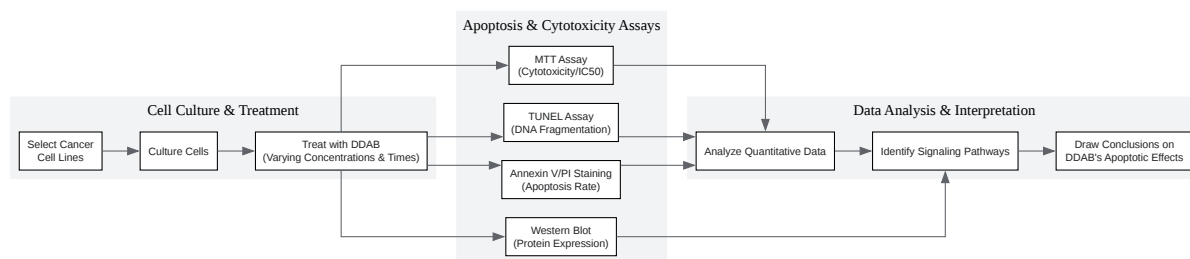 Cell Culture & Treatment
Select Cancer
Cell Lines
Culture Cells
Treat with DDAB
(Varying Concentrations & Times)
Apoptosis & Cytotoxicity Assays
MTT Assay
(Cytotoxicity/IC50)
TUNEL Assay
(DNA Fragmentation)
Annexin V/PI Staining
(Apoptosis Rate)
Western Blot
(Protein Expression)
Data Analysis & Interpretation
Analyze Quantitative Data
Identify Signaling Pathways
Draw Conclusions on
DDAB's Apoptotic Effects